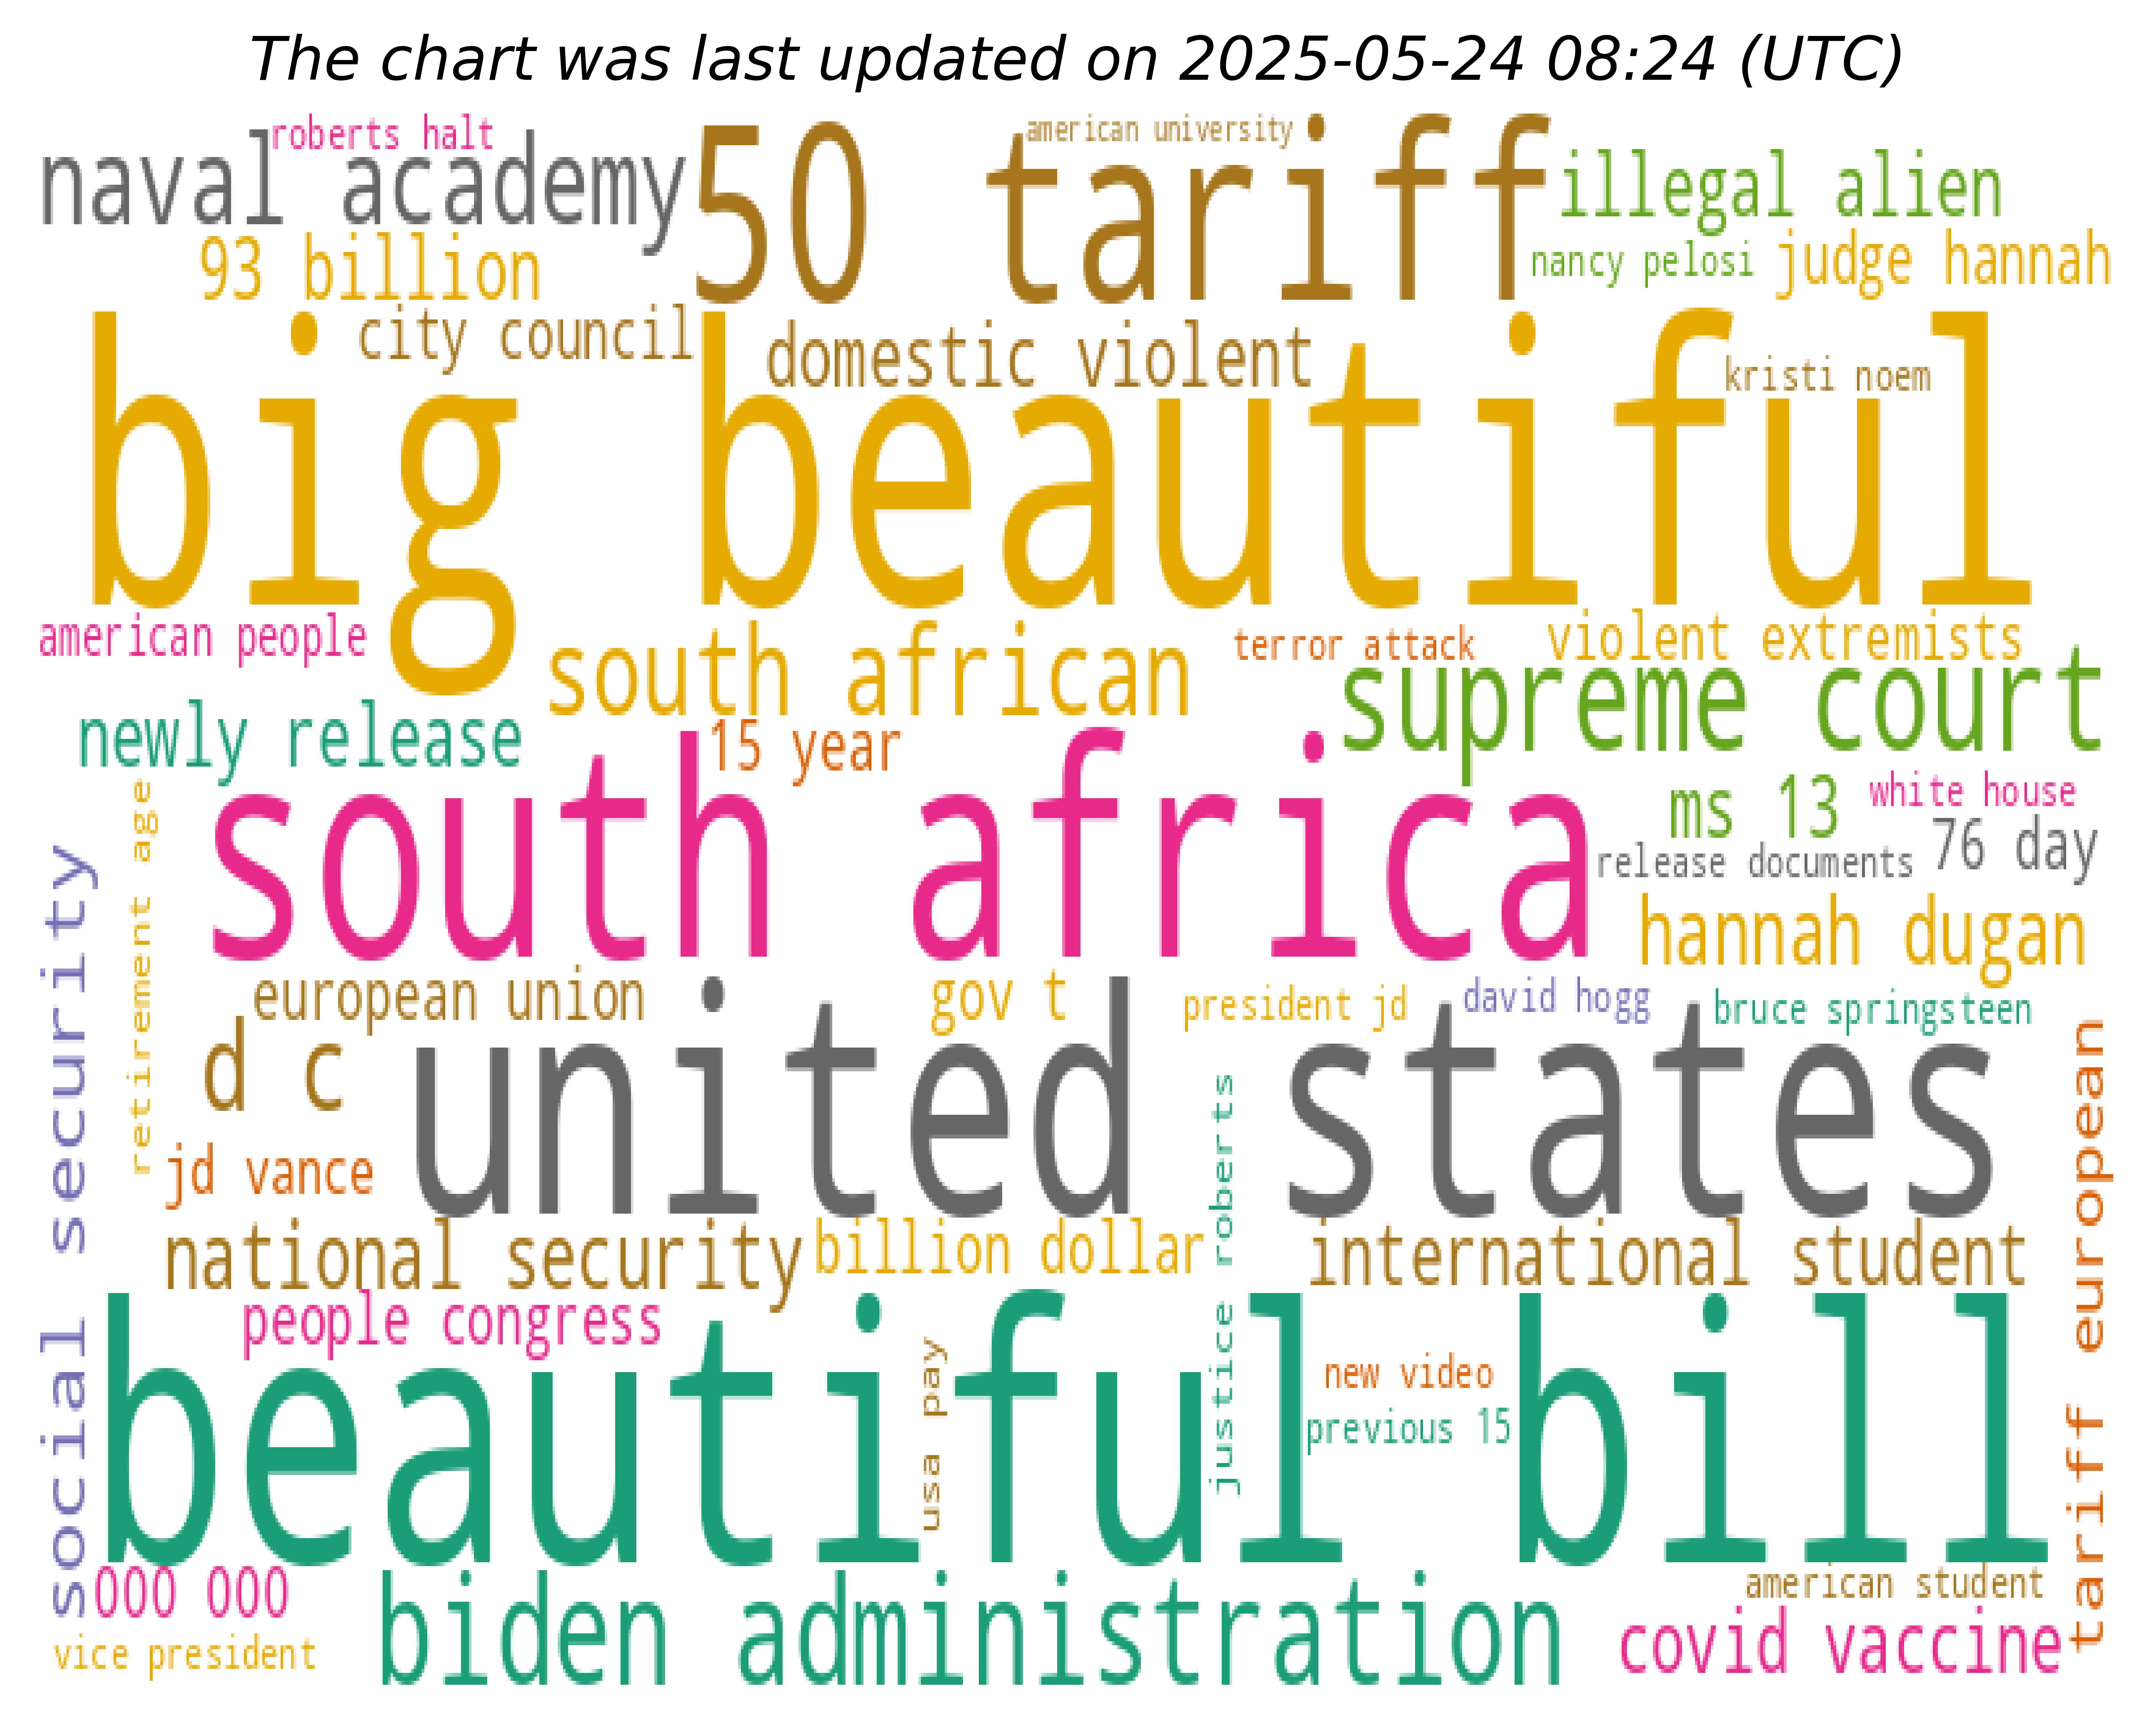 The chart was last updated on 2025-05-24 08:24 (UTC)
roberts halt
american university
naval academy
50 tariff
illegal alien
93 billion
nancy pelosi
judge hannah
city council
domestic violent
kristi noem
big beautiful
american people
south african
terror attack
violent extremists
supreme court
newly release
15 year
south africa
ms 13
white house
release documents
76 day
retirement age
social security
hannah dugan
european union
gov t
president jd
david hogg
bruce springsteen
d c
united states
jd vance
justice roberts
tariff european
national security
billion dollar
international student
people congress
beautiful bill
usa pay
new video
previous 15
000 000
biden administration
american student
vice president
covid vaccine